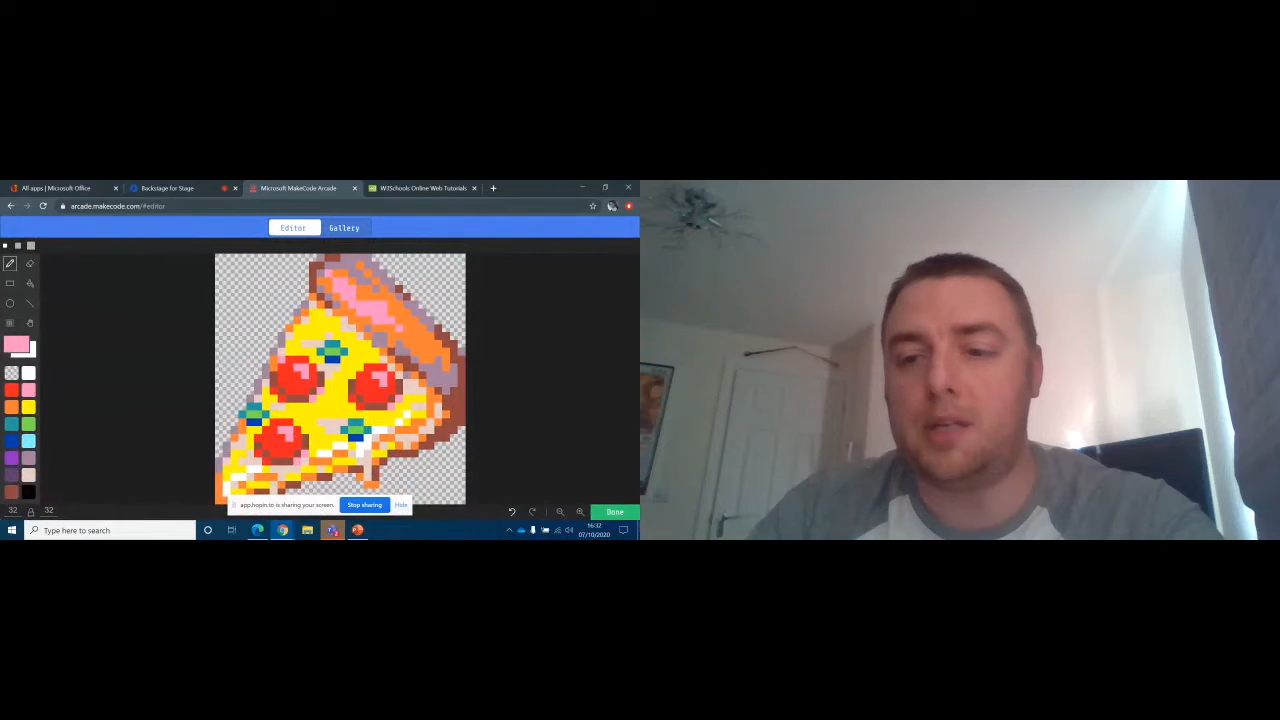 All apps | Microsoft Office
Backstage for Stage
Microsoft MakeCode Arcade
W3Schools Online Web Tutorials
arcade.makecode.com/#editor
Editor
Gallery
32
32
app.hopin.to is sharing your screen.
Stop sharing
Hide
Done
Type here to search
16:32
07/10/2020